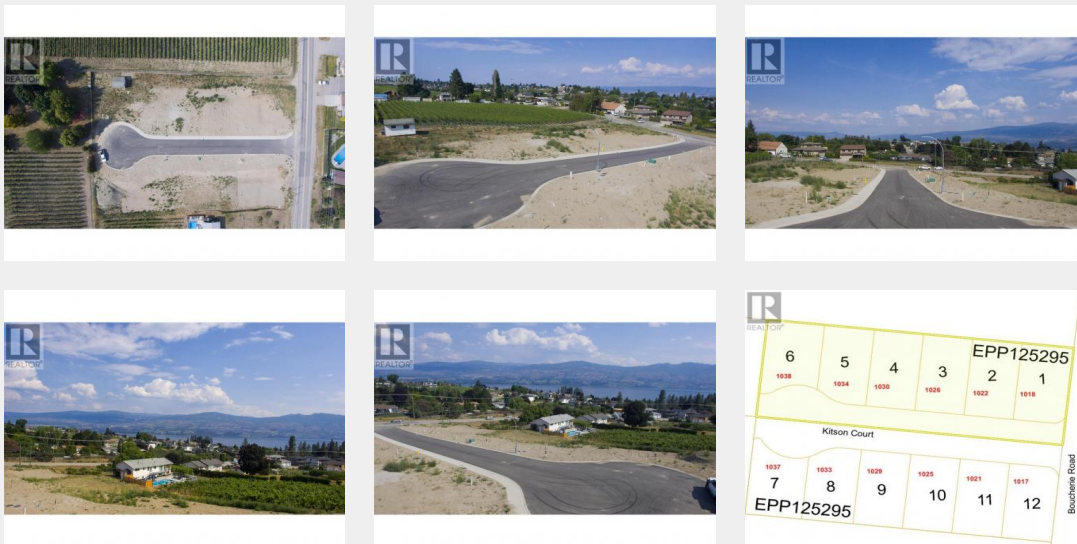 R
REALTOR
R
REALTOR®
R
REALTOR®
R
REALTOR®
R
REALTOR®
R
REALTOR®
EPP125295
6 5 4 3 2 1
1038 1034 1030 1026 1022 1018
Kitson Court
Boucherie Road
1037 1033 1029 1025 1021 1017
7 8 9 10 11 12
EPP125295